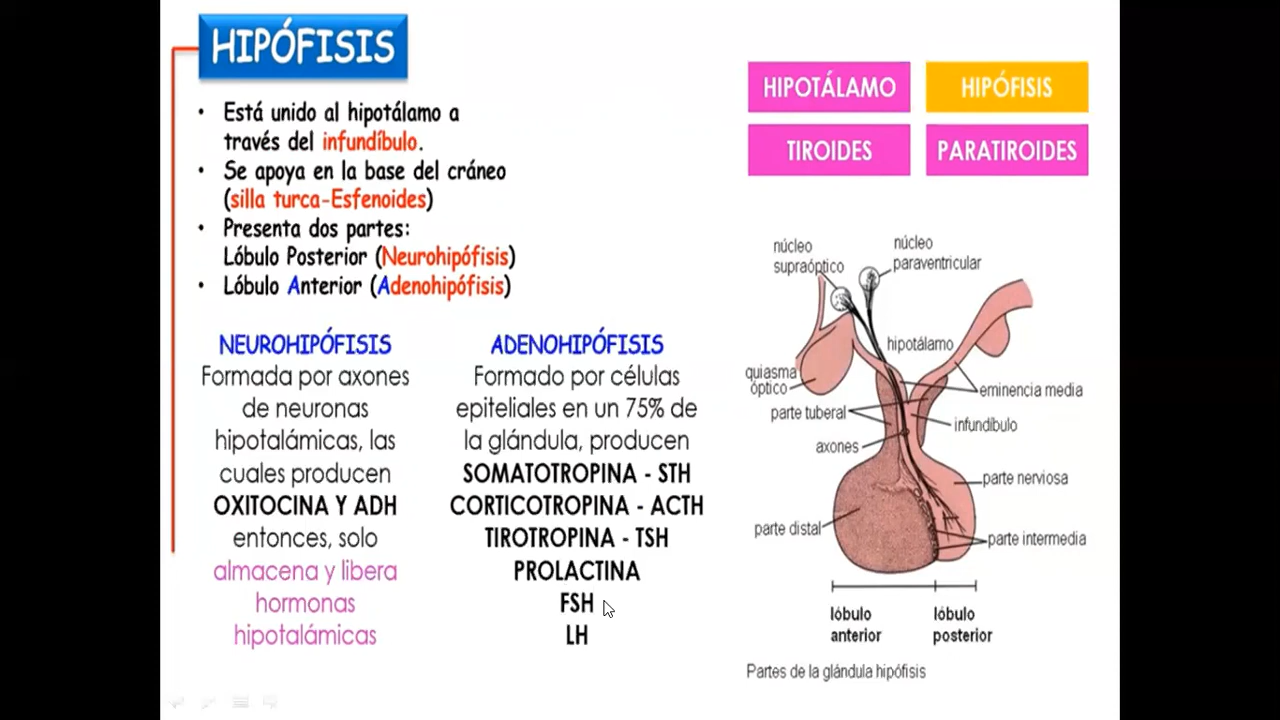 HIPÓFISIS
• Está unido al hipotálamo a
través del infundíbulo.
• Se apoya en la base del cráneo
(silla turca-Esfenoides)
• Presenta dos partes:
Lóbulo Posterior (Neurohipófisis)
• Lóbulo Anterior (Adenohipófisis)
NEUROHIPÓFISIS
Formada por axones
de neuronas
hipotalámicas, las
cuales producen
OXITOCINA Y ADH
entonces, solo
almacena y libera
hormonas
hipotalámicas
ADENOHIPÓFISIS
Formado por células
epiteliales en un 75% de
la glándula, producen
SOMATOTROPINA - STH
CORTICOTROPINA - ACTH
TIROTROPINA - TSH
PROLACTINA
FSH
LH
HIPOTÁLAMO
HIPÓFISIS
TIROIDES
PARATIROIDES
núcleo
supraóptico
núcleo
paraventricular
hipotálamo
quiasma
óptico
eminencia media
parte tuberal
infundíbulo
axones
parte nerviosa
parte distal
parte intermedia
lóbulo
anterior
lóbulo
posterior
Partes de la glándula hipófisis